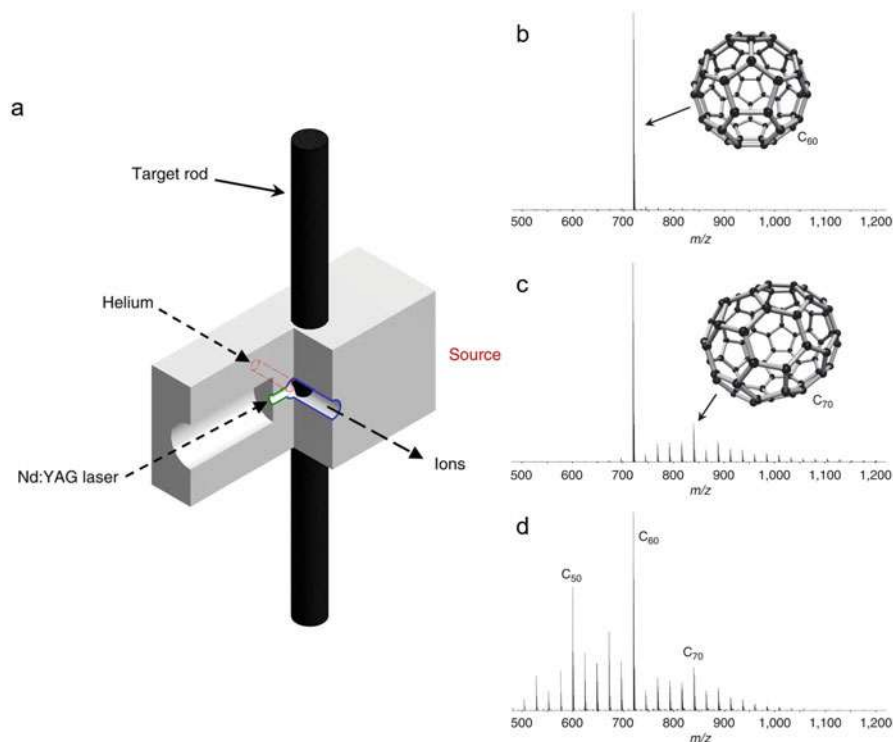 a
Target rod
Helium
Source
Nd:YAG laser
Ions
b
C₆₀
500 600 700 800 900 1,000 1,100 1,200
m/z
c
C₇₀
500 600 700 800 900 1,000 1,100 1,200
m/z
d
C₆₀
C₅₀
C₇₀
500 600 700 800 900 1,000 1,100 1,200
m/z